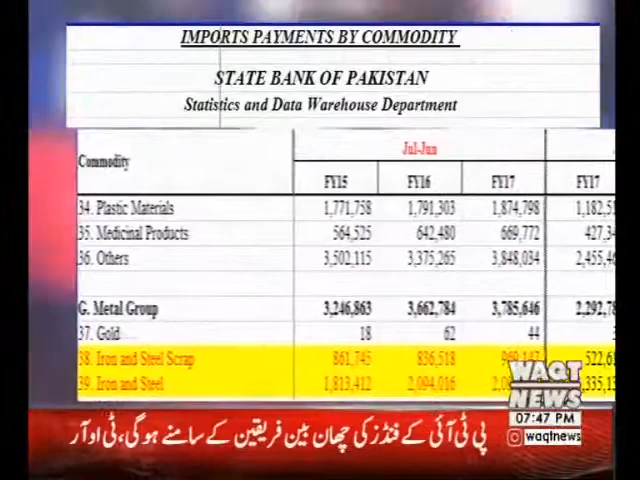 IMPORTS PAYMENTS BY COMMODITY
STATE BANK OF PAKISTAN
Statistics and Data Warehouse Department
Commodity Jul-Jun
FY15 FY16 FY17 FY17
34. Plastic Materials 1,771,758 1,791,303 1,874,798
35. Medicinal Products 564,525 642,480 669,772
36. Others 3,502,115 3,375,265 3,848,034
G. Metal Group 3,246,863 3,662,784 3,785,646
37. Gold 18 62 44
38. Iron and Steel Scrap 861,745 836,518
39. Iron and Steel 1,813,412 2,094,016
WAQT
NEWS
07:47 PM
waqtnews
پی ٹی آئی کے فنڈز کی چھان بین فریقین کے سامنے ہوگی، ٹی او آر